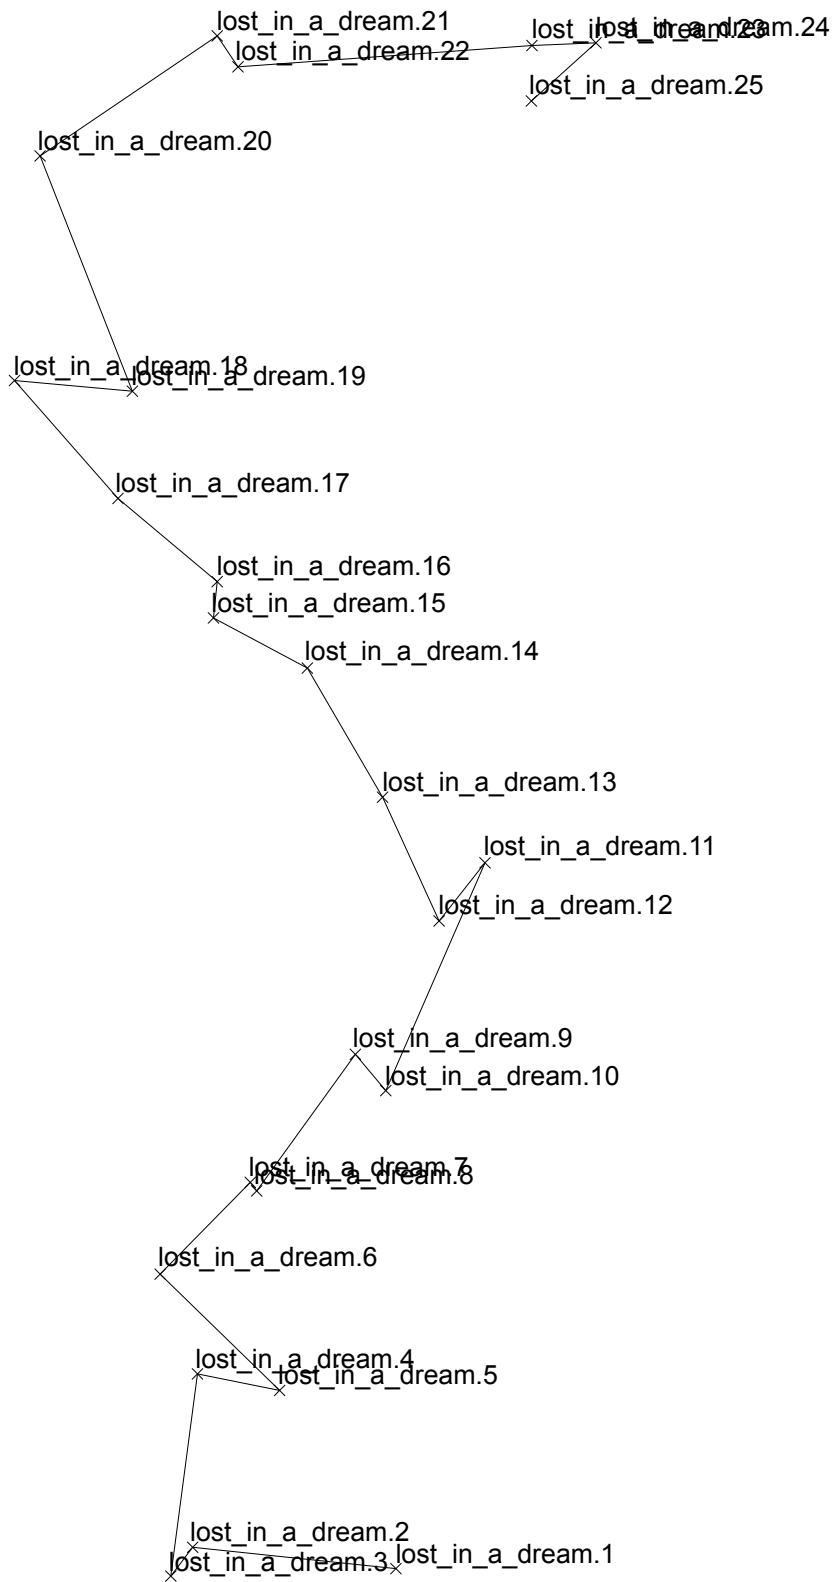 lost_in_a_dream.21
lost_in_a_dream.23
lost_in_a_dream.24
lost_in_a_dream.22
lost_in_a_dream.25
lost_in_a_dream.20
lost_in_a_dream.18
lost_in_a_dream.19
lost_in_a_dream.17
lost_in_a_dream.16
lost_in_a_dream.15
lost_in_a_dream.14
lost_in_a_dream.13
lost_in_a_dream.11
lost_in_a_dream.12
lost_in_a_dream.9
lost_in_a_dream.10
lost_in_a_dream.7
lost_in_a_dream.8
lost_in_a_dream.6
lost_in_a_dream.4
lost_in_a_dream.5
lost_in_a_dream.2
lost_in_a_dream.1
lost_in_a_dream.3